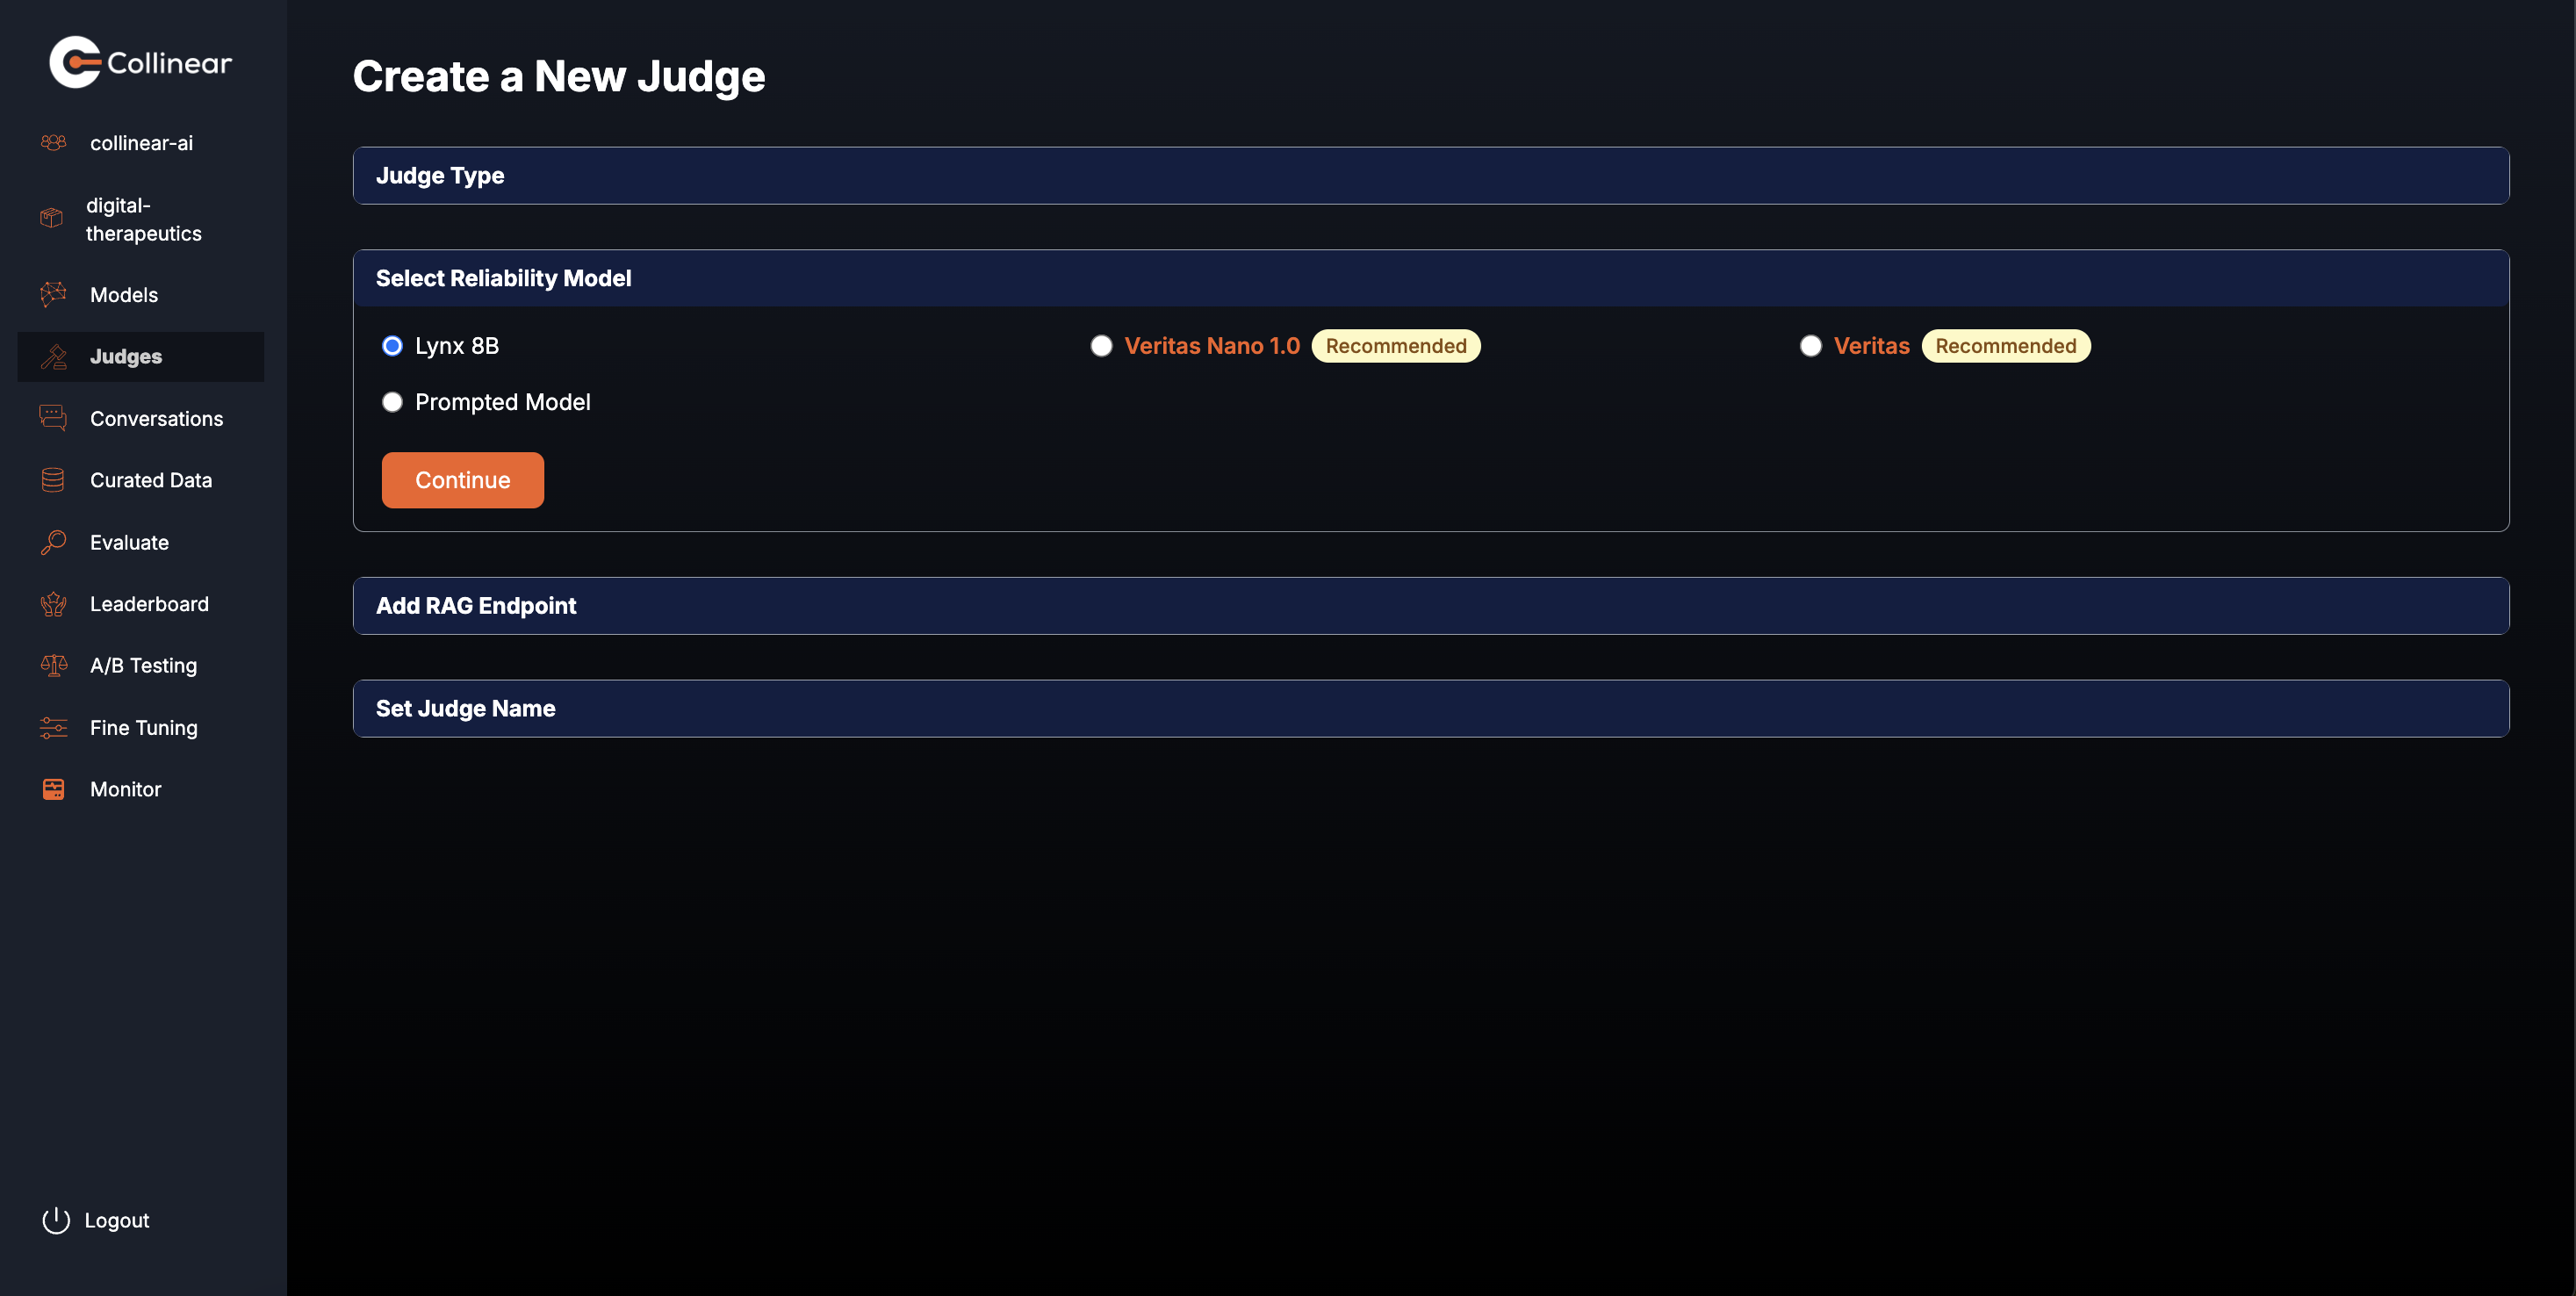 Collinear
collinear-ai
digital-
therapeutics
Models
Judges
Conversations
Curated Data
Evaluate
Leaderboard
A/B Testing
Fine Tuning
Monitor
Logout
Create a New Judge
Judge Type
Select Reliability Model
Lynx 8B
Veritas Nano 1.0 Recommended
Veritas Recommended
Prompted Model
Continue
Add RAG Endpoint
Set Judge Name